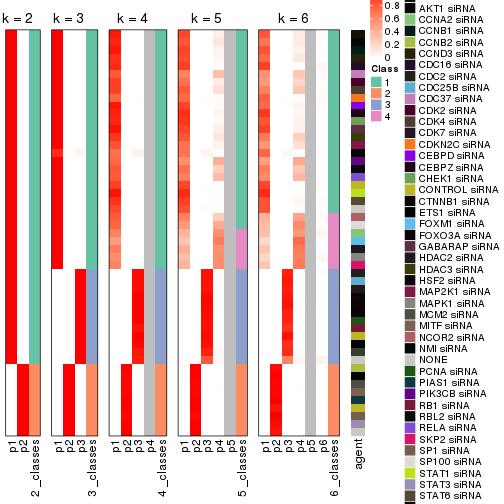 k = 2 k = 3 k = 4 k = 5 k = 6
p1
p2
2_classes
p1
p2
p3
3_classes
p1
p2
p3
p4
4_classes
p1
p2
p3
p4
p5
5_classes
p1
p2
p3
p4
p5
p6
6_classes
agent
0.8
0.6
0.4
0.2
0
Class
1
2
3
4
AKT1 siRNA
CCNA2 siRNA
CCNB1 siRNA
CCNB2 siRNA
CCND3 siRNA
CDC16 siRNA
CDC2 siRNA
CDC25B siRNA
CDC37 siRNA
CDK2 siRNA
CDK4 siRNA
CDK7 siRNA
CDKN2C siRNA
CEBPD siRNA
CEBPZ siRNA
CHEK1 siRNA
CONTROL siRNA
CTNNB1 siRNA
ETS1 siRNA
FOXM1 siRNA
FOXO3A siRNA
GABARAP siRNA
HDAC2 siRNA
HDAC3 siRNA
HSF2 siRNA
MAP2K1 siRNA
MAPK1 siRNA
MCM2 siRNA
MITF siRNA
NCOR2 siRNA
NMI siRNA
NONE
PCNA siRNA
PIAS1 siRNA
PIK3CB siRNA
RB1 siRNA
RBL2 siRNA
RELA siRNA
SKP2 siRNA
SP1 siRNA
SP100 siRNA
STAT1 siRNA
STAT3 siRNA
STAT6 siRNA